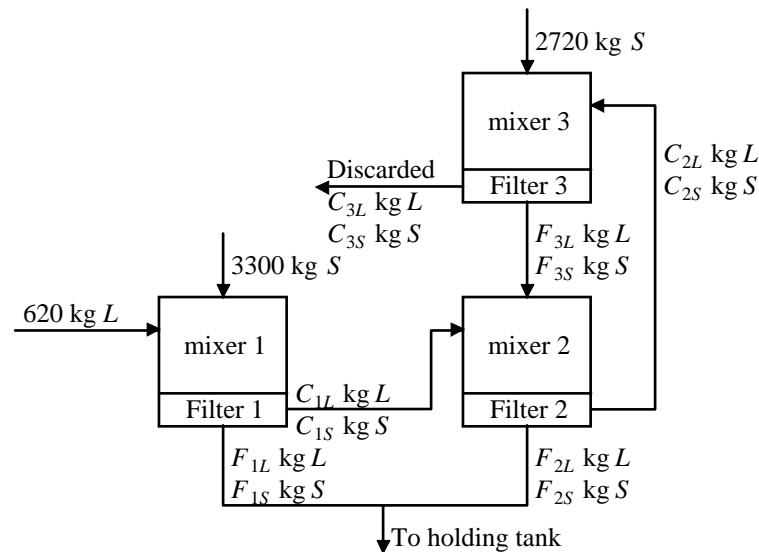 2720 kg S
mixer 3
Filter 3
C2L kg L
C2S kg S
Discarded
C3L kg L
C3S kg S
F3L kg L
F3S kg S
3300 kg S
620 kg L
mixer 1
Filter 1
mixer 2
Filter 2
C1L kg L
C1S kg S
F1L kg L
F1S kg S
F2L kg L
F2S kg S
To holding tank